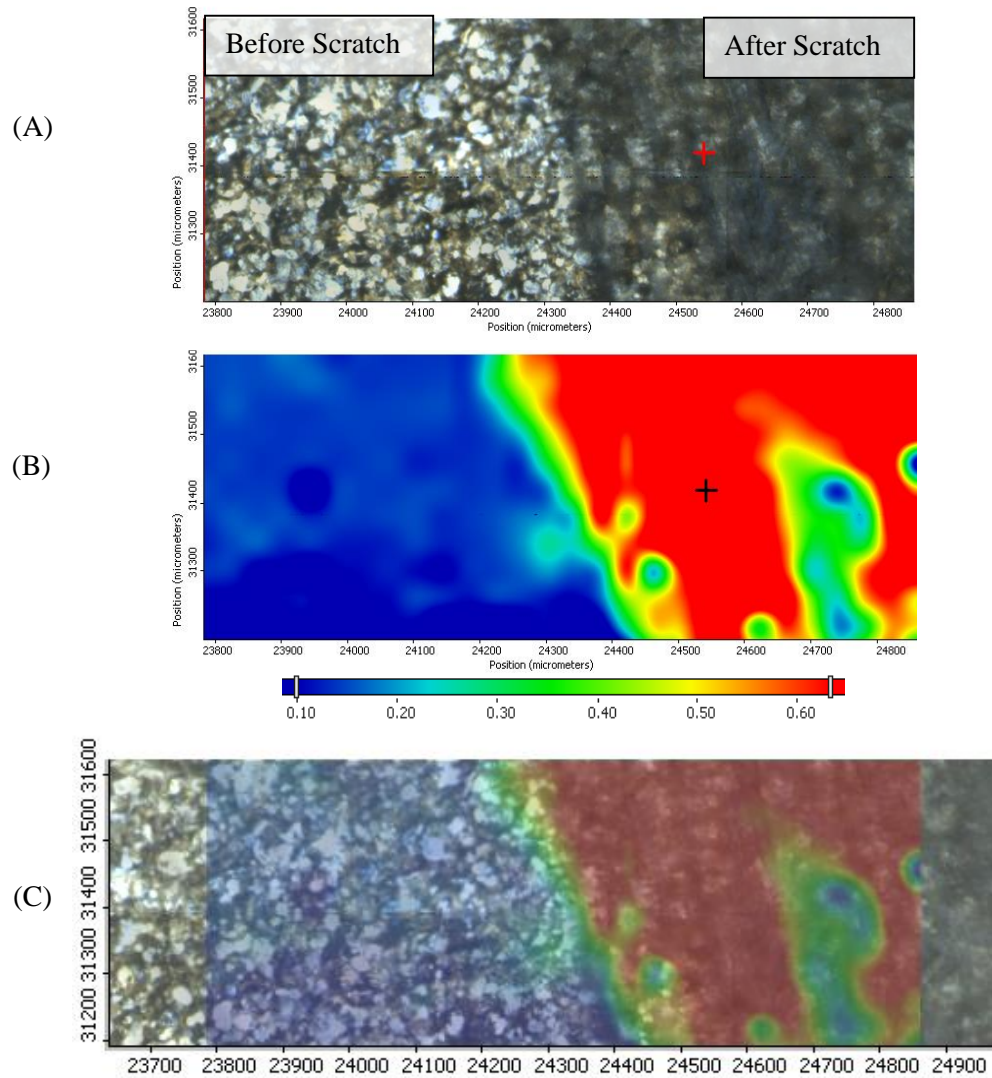 (A)
Before Scratch
After Scratch
31600
31500
31400
31300
Position (micrometers)
23800 23900 24000 24100 24200 24300 24400 24500 24600 24700 24800
Position (micrometers)
(B)
3160
31500
31400
31300
Position (micrometers)
23800 23900 24000 24100 24200 24300 24400 24500 24600 24700 24800
Position (micrometers)
0.10 0.20 0.30 0.40 0.50 0.60
(C)
31600
31500
31400
31300
31200
23700 23800 23900 24000 24100 24200 24300 24400 24500 24600 24700 24800 24900